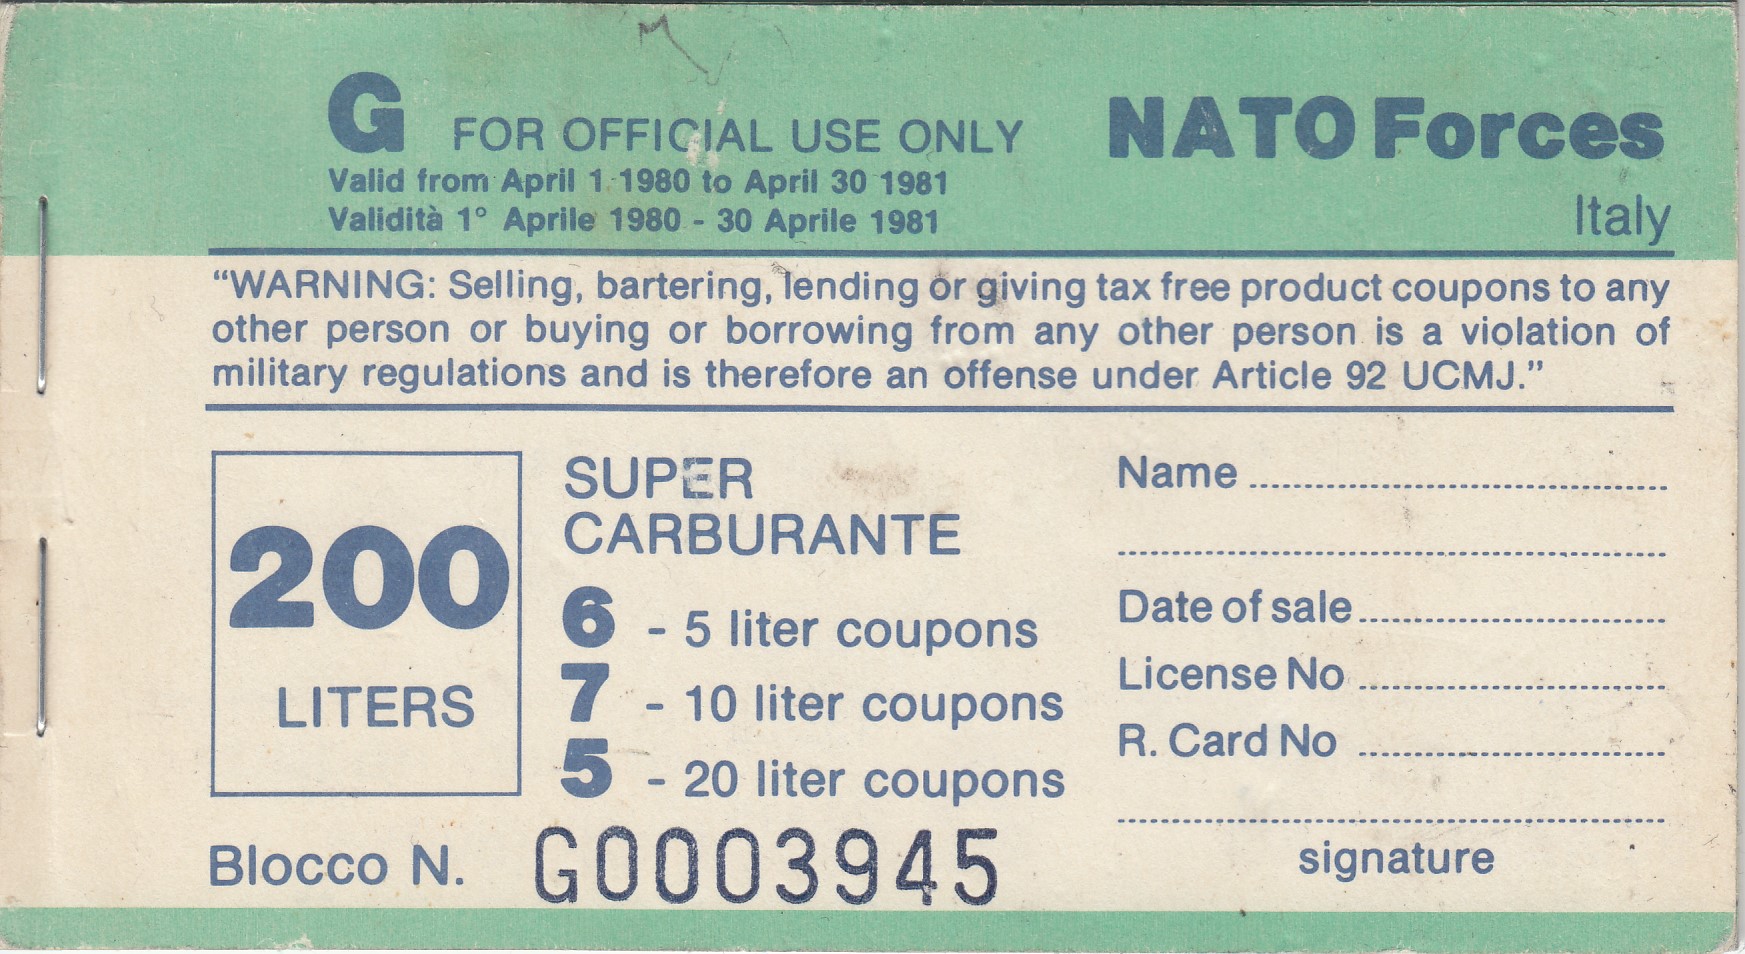 G FOR OFFICIAL USE ONLY
NATO Forces
Valid from April 1 1980 to April 30 1981
Validità 1° Aprile 1980 - 30 Aprile 1981
Italy
“WARNING: Selling, bartering, lending or giving tax free product coupons to any
other person or buying or borrowing from any other person is a violation of
military regulations and is therefore an offense under Article 92 UCMJ.”
200
LITERS
SUPER
CARBURANTE
6 - 5 liter coupons
7 - 10 liter coupons
5 - 20 liter coupons
Blocco N. G0003945
Name
Date of sale
License No
R. Card No
signature